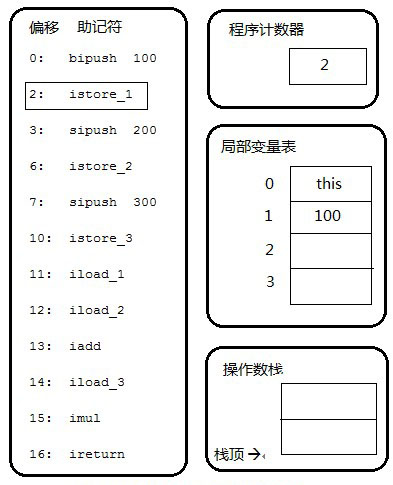 偏移 助记符
0: bipush 100
2: istore_1
3: sipush 200
6: istore_2
7: sipush 300
10: istore_3
11: iload_1
12: iload_2
13: iadd
14: iload_3
15: imul
16: ireturn
程序计数器
2
局部变量表
0 this
1 100
2
3
操作数栈
栈顶→